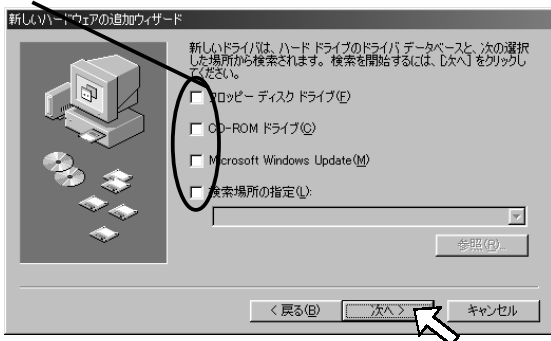 新しいハードウェアの追加ウィザード
新しいドライバは、ハード ドライブのドライバ データベースと、次の選択
した場所から検索されます。 検索を開始するには、[次へ] をクリックし
てください。
フロッピー ディスク ドライブ(F)
CD-ROM ドライブ(C)
Microsoft Windows Update(M)
検索場所の指定(L):
参照(R)...
< 戻る(B)
次へ >
キャンセル